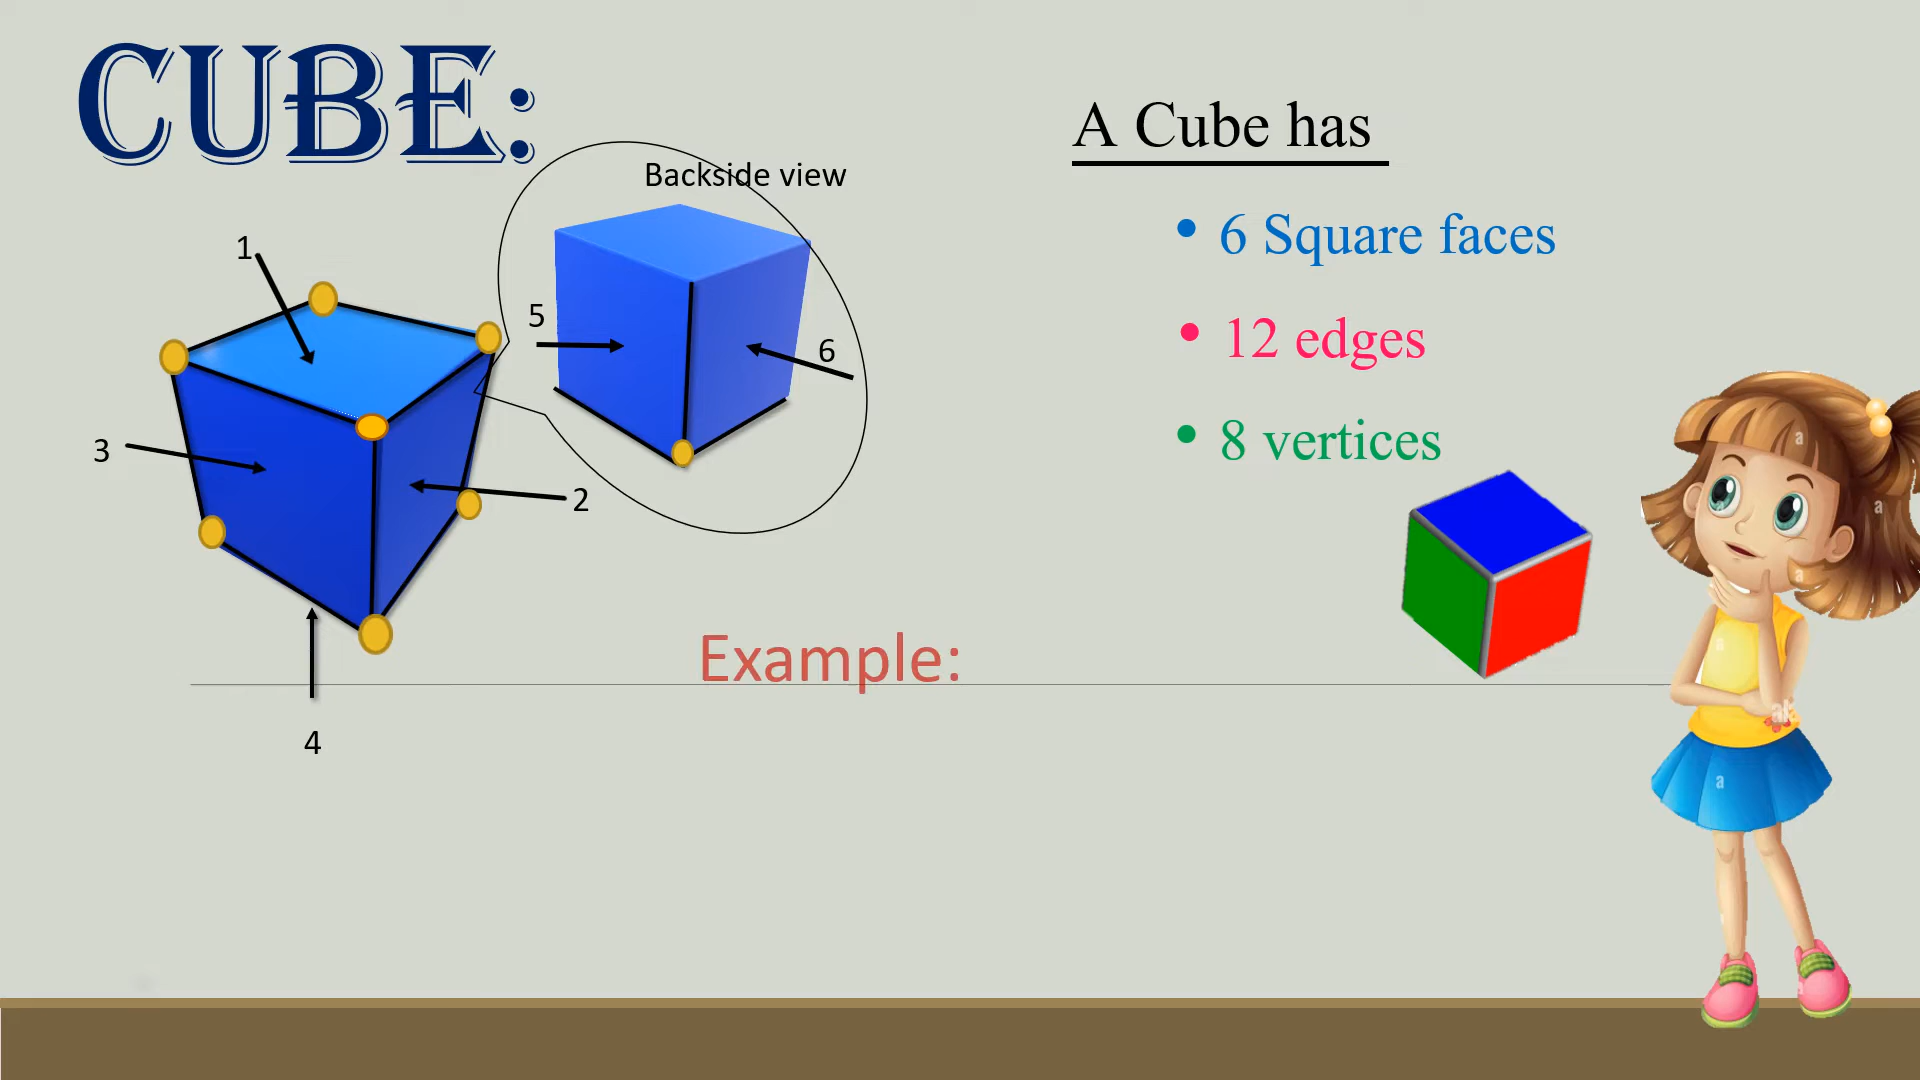 CUBE:
Backside view
1
5
6
3
2
4
A Cube has
• 6 Square faces
• 12 edges
• 8 vertices
Example:
a
a
a
a
a